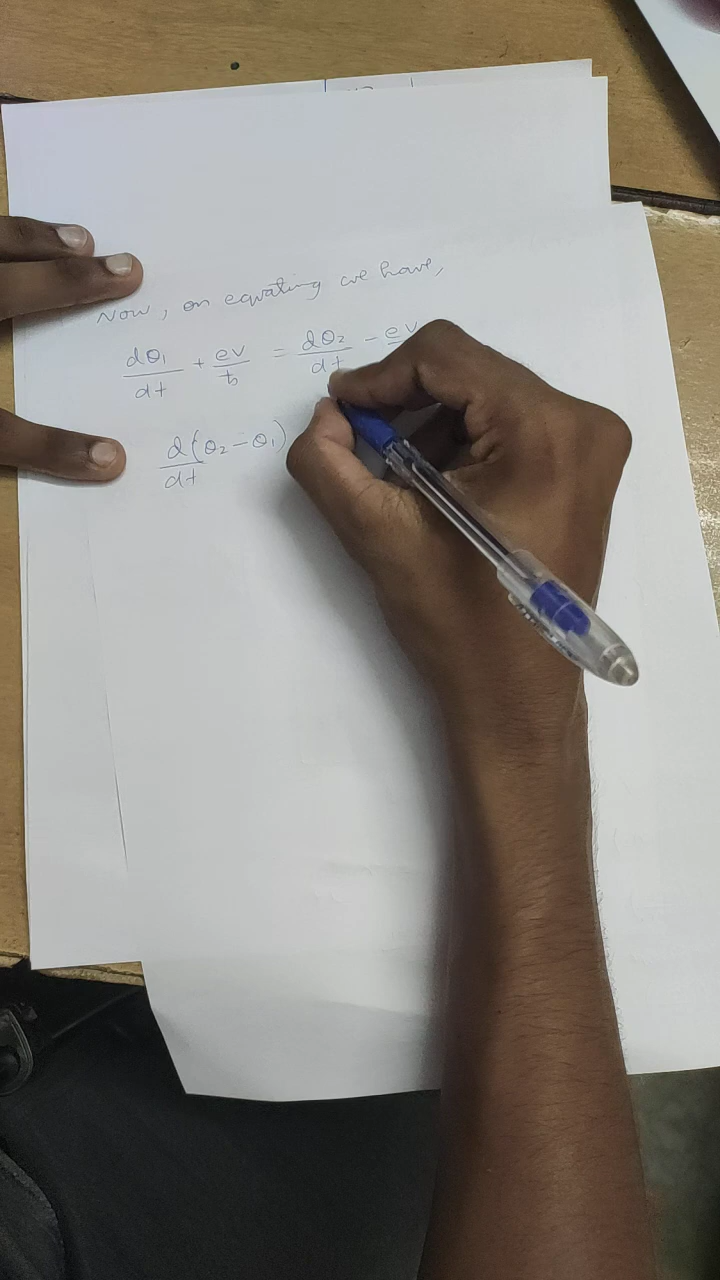 Now, on equating we have,
dθ₁/dt + ev/ħ = dθ₂/dt - ev
d/dt (θ₂ - θ₁)